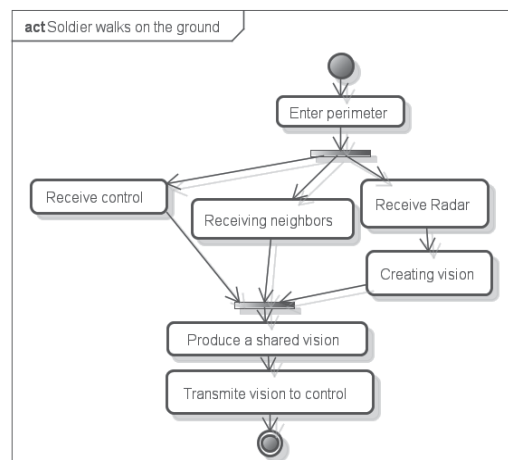 act Soldier walks on the ground
Enter perimeter
Receive control
Receiving neighbors
Receive Radar
Creating vision
Produce a shared vision
Transmite vision to control